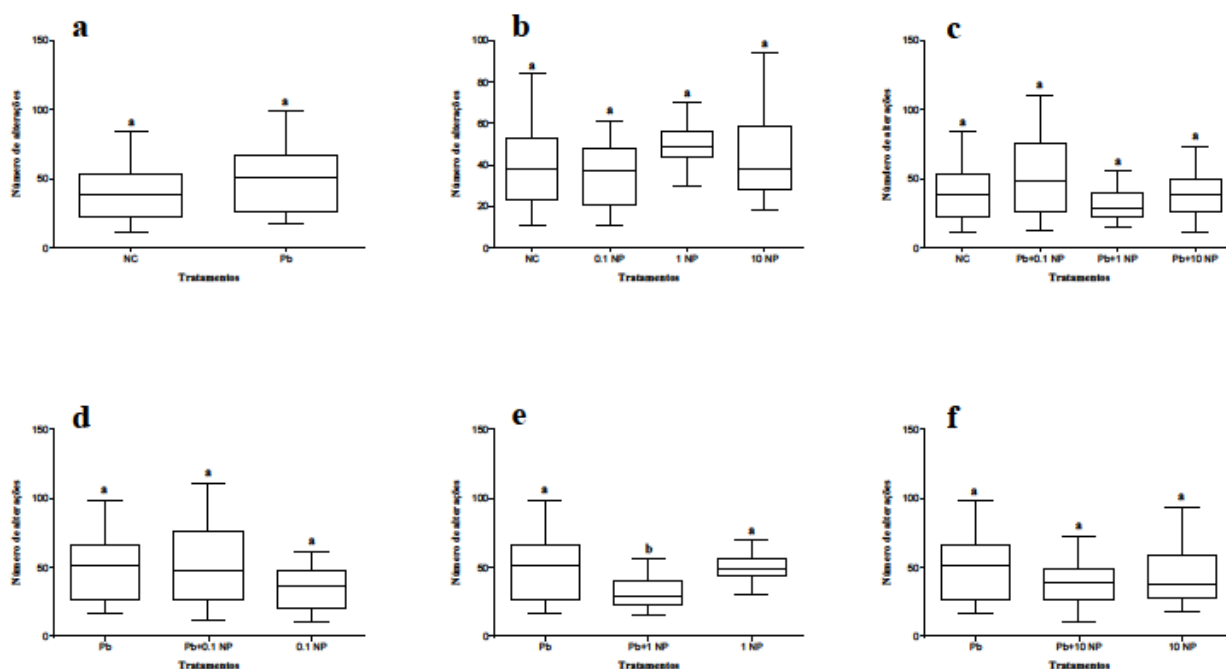 a
150
100
50
0
Número de alterações
a
a
NC
Pb
Tratamentos
b
100
80
60
40
20
0
Número de alterações
a
a
a
a
NC
0.1 NP
1 NP
10 NP
Tratamentos
c
150
100
50
0
Númdero de alterações
a
a
a
a
NC
Pb+0.1 NP
Pb+1 NP
Pb+10 NP
Tratamentos
d
150
100
50
0
Número de alterações
a
a
a
Pb
Pb+0.1 NP
0.1 NP
Tratamentos
e
150
100
50
0
Número de alterações
a
b
a
Pb
Pb+1 NP
1 NP
Tratamentos
f
150
100
50
0
Número de alterações
a
a
a
Pb
Pb+10 NP
10 NP
Tratamentos